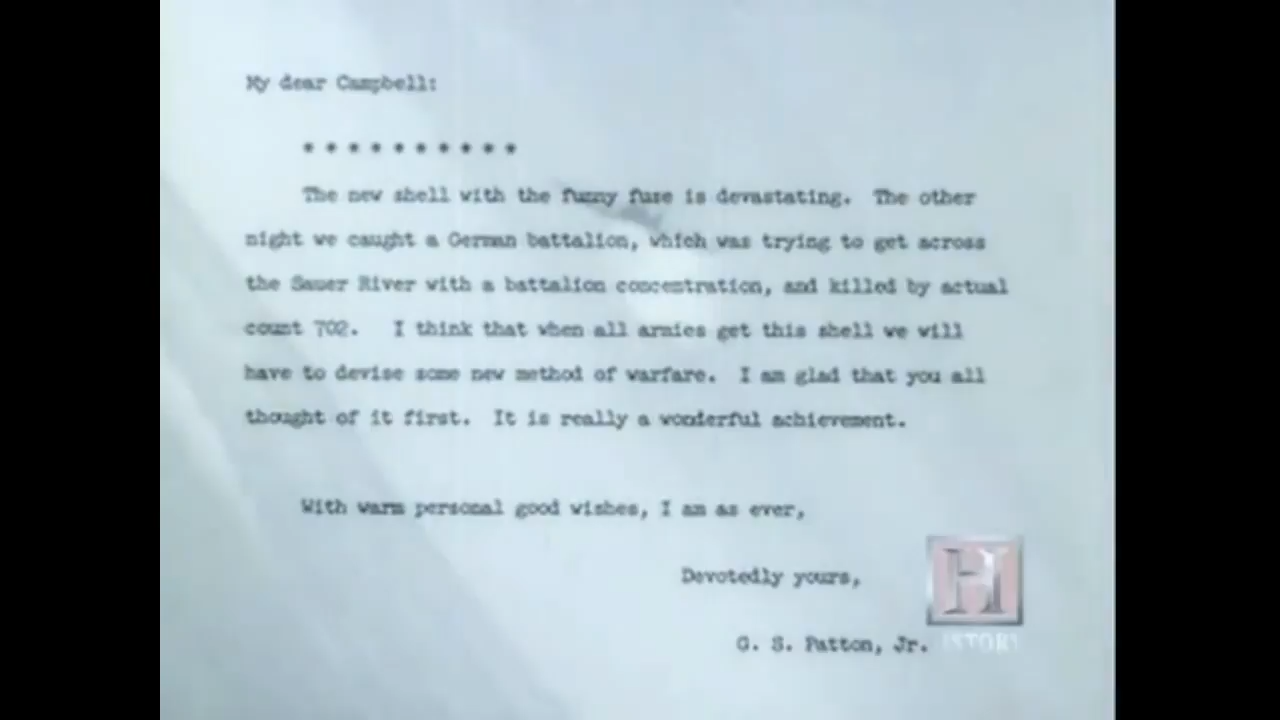 My dear Campbell:
* * * * * * * * * *
The new shell with the funny fuse is devastating. The other
night we caught a German battalion, which was trying to get across
the Sauer River with a battalion concentration, and killed by actual
count 702. I think that when all armies get this shell we will
have to devise some new method of warfare. I am glad that you all
thought of it first. It is really a wonderful achievement.
With warm personal good wishes, I am as ever,
Devotedly yours,
G. S. Patton, Jr.
H
ISTORY